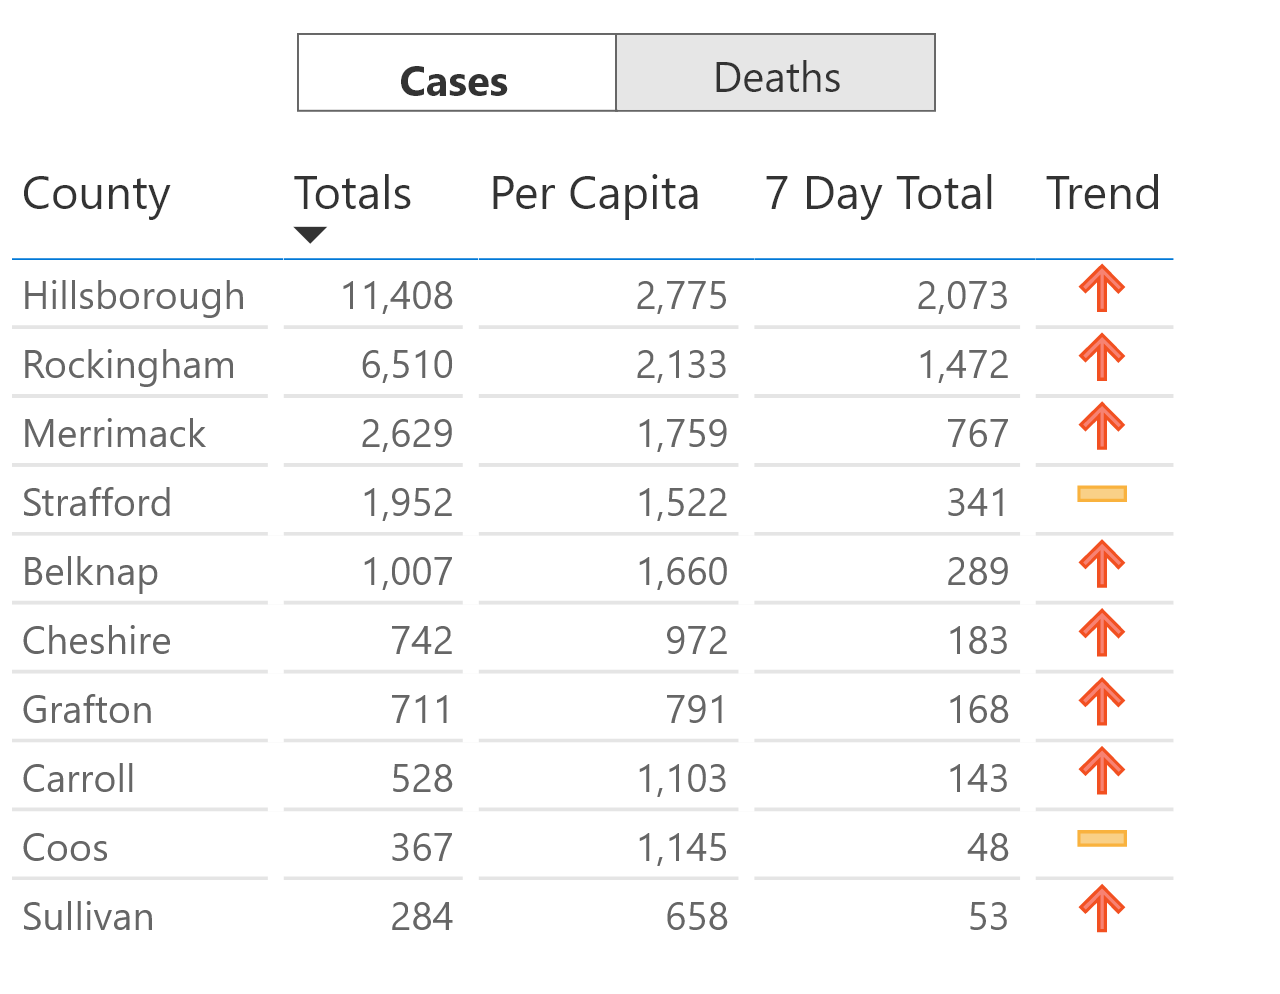 Cases Deaths
County Totals Per Capita 7 Day Total Trend
Hillsborough 11,408 2,775 2,073
Rockingham 6,510 2,133 1,472
Merrimack 2,629 1,759 767
Strafford 1,952 1,522 341
Belknap 1,007 1,660 289
Cheshire 742 972 183
Grafton 711 791 168
Carroll 528 1,103 143
Coos 367 1,145 48
Sullivan 284 658 53